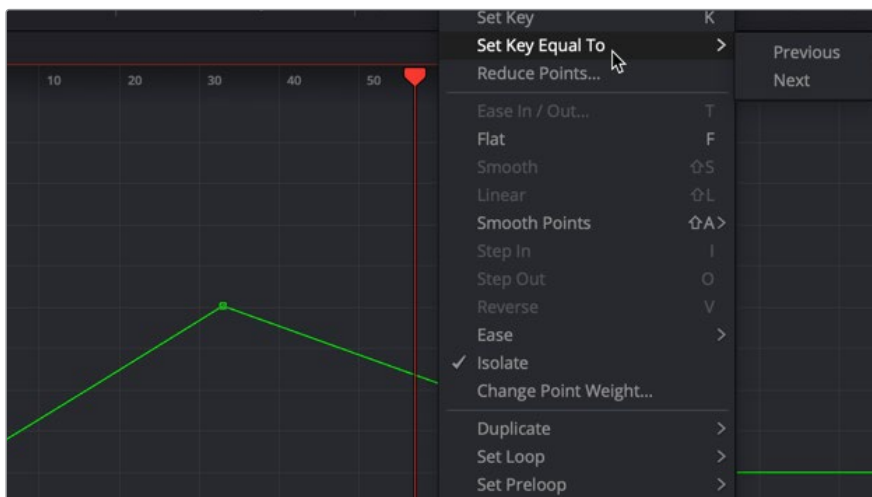 Set Key K
Set Key Equal To >
Previous
Reduce Points...
Next
10 20 30 40 50
Ease In / Out... T
Flat F
Smooth ⇧S
Linear ⇧L
Smooth Points ⇧A>
Step In I
Step Out O
Reverse V
Ease >
✓ Isolate
Change Point Weight...
Duplicate >
Set Loop >
Set Preloop >